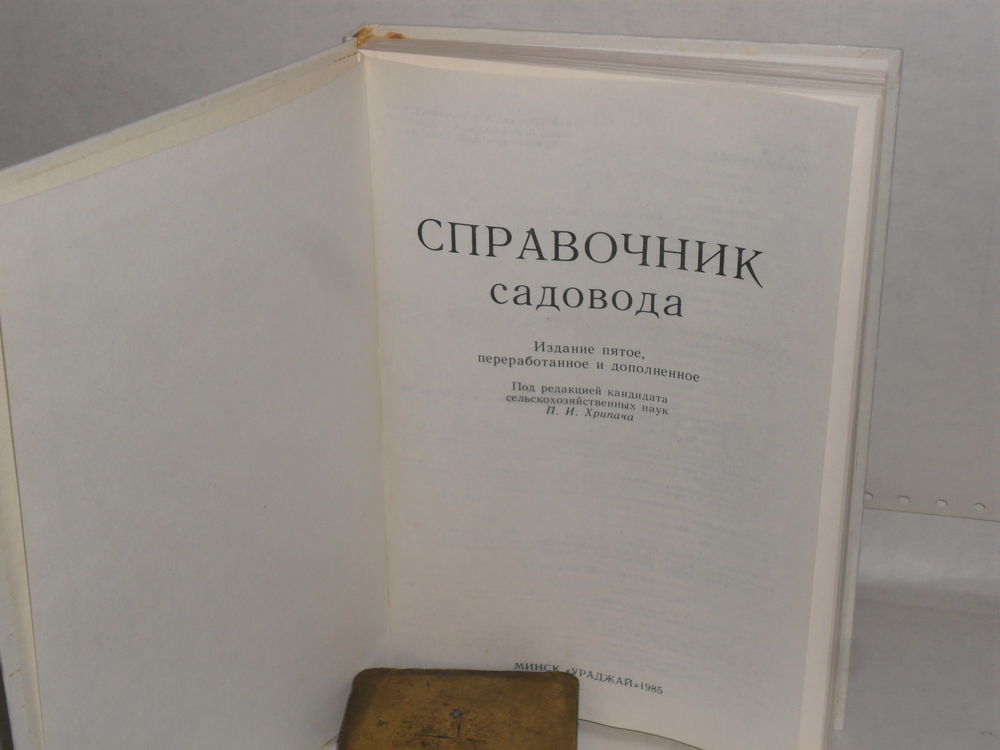 СПРАВОЧНИК
садовода
Издание пятое,
переработанное и дополненное
Под редакцией кандидата
сельскохозяйственных наук
П. И. Хрипача
МИНСК «УРАДЖАЙ»1985